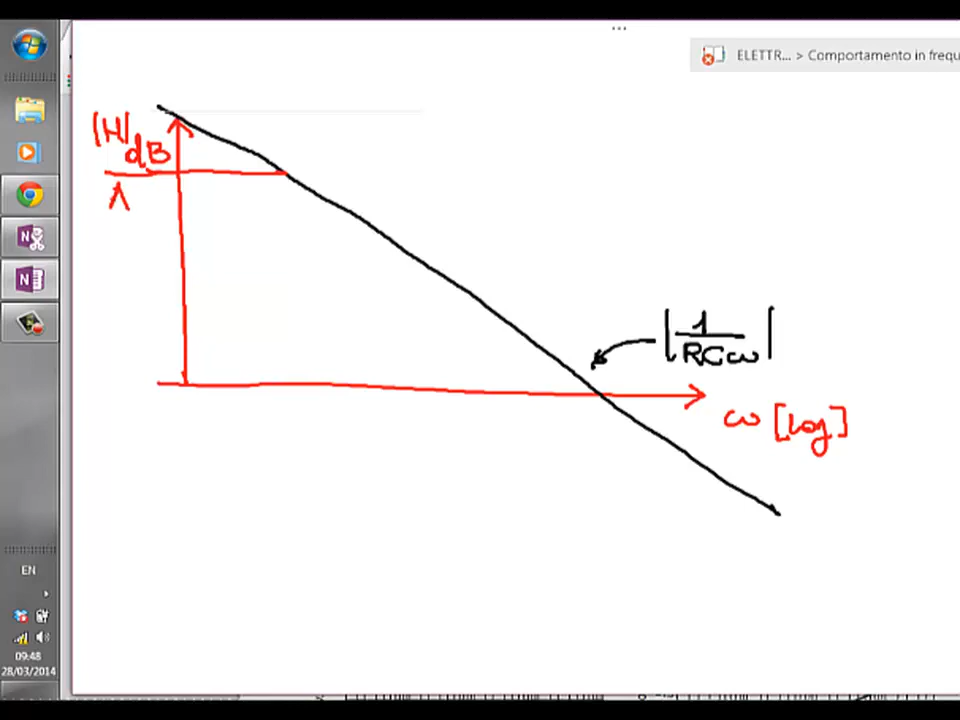 ...
ELETTR... > Comportamento in frequ
|H|dB
Λ
|1/RCω|
ω [log]
EN
09:48
28/03/2014